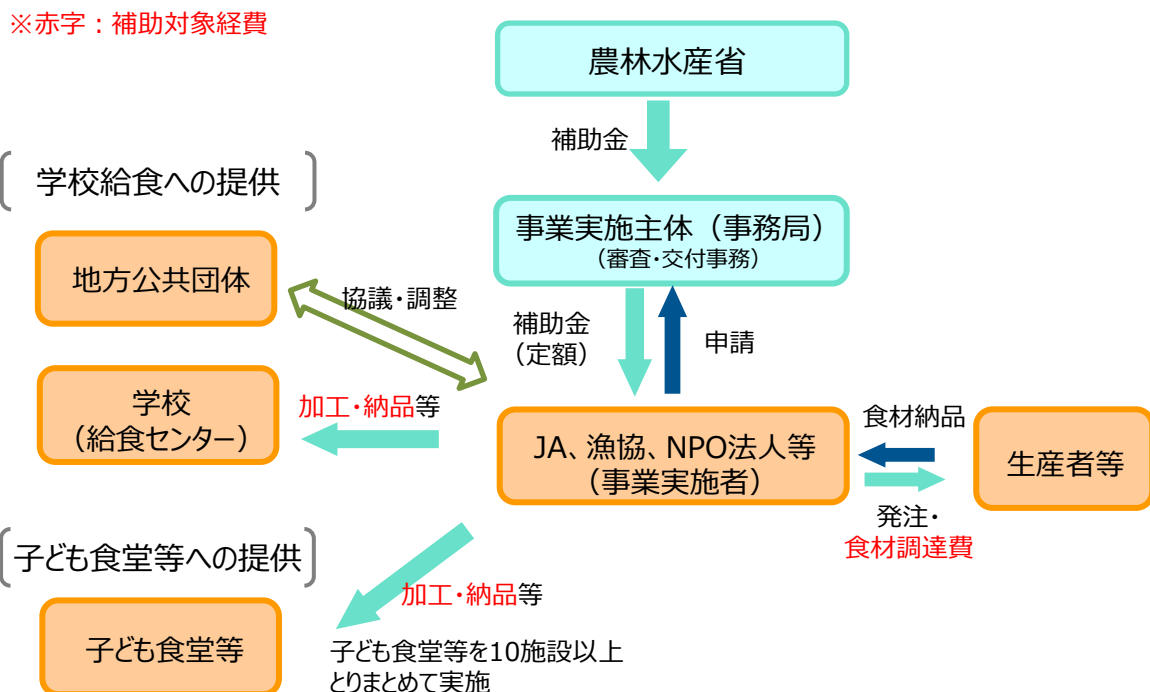 ※赤字：補助対象経費
農林水産省
補助金
学校給食への提供
事業実施主体（事務局）
（審査・交付事務）
地方公共団体
協議・調整
補助金
（定額）
申請
学校
（給食センター）
加工・納品等
JA、漁協、NPO法人等
（事業実施者）
食材納品
生産者等
発注・
食材調達費
子ども食堂等への提供
加工・納品等
子ども食堂等
子ども食堂等を10施設以上
とりまとめて実施